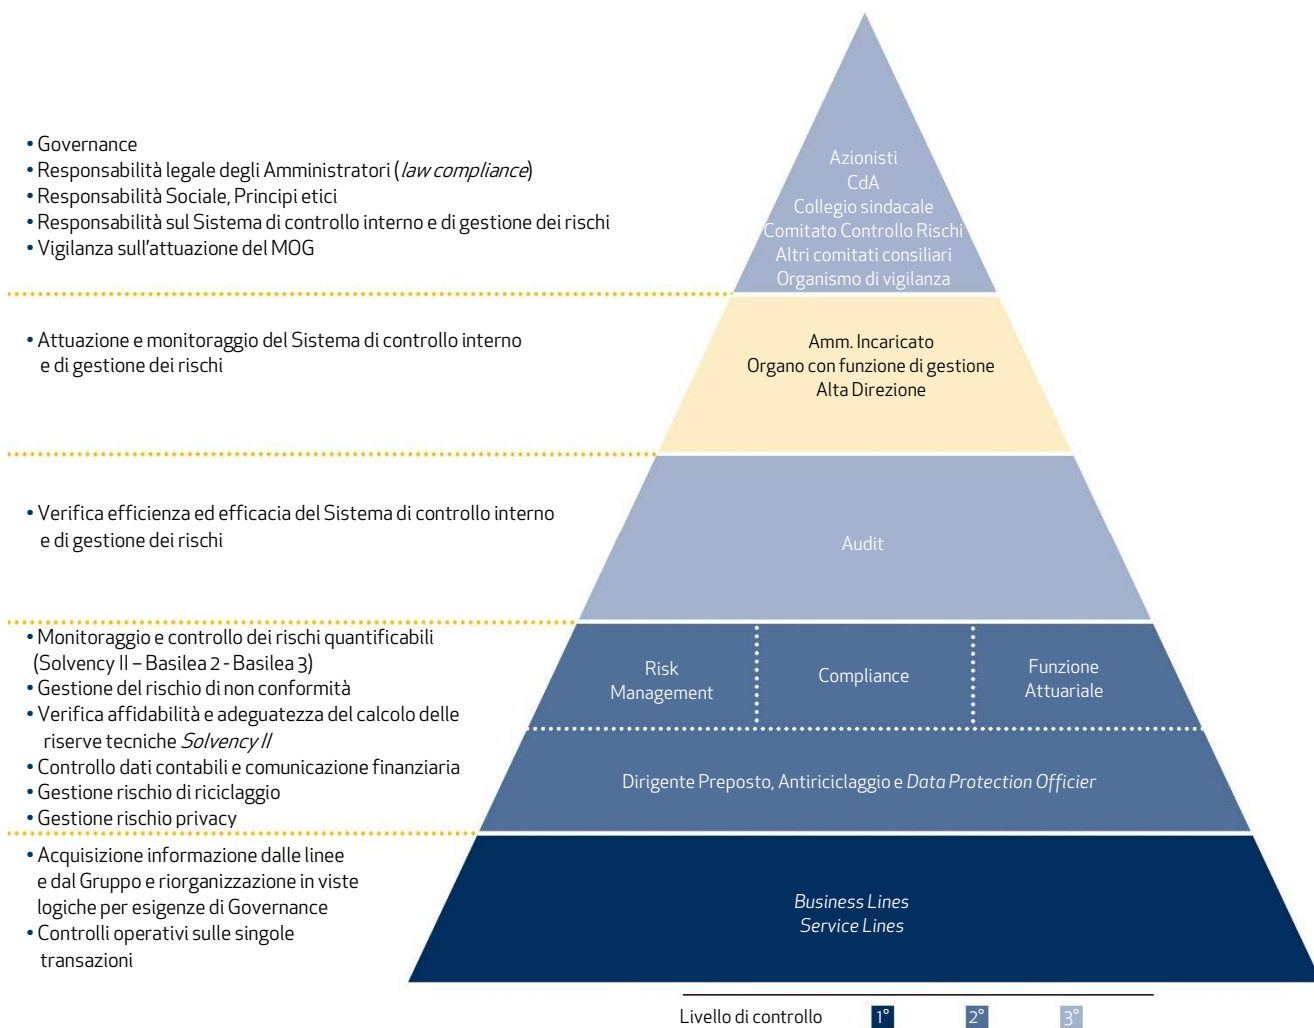 • Governance
• Responsabilità legale degli Amministratori (law compliance)
• Responsabilità Sociale, Principi etici
• Responsabilità sul Sistema di controllo interno e di gestione dei rischi
• Vigilanza sull'attuazione del MOG
Azionisti
CdA
Collegio sindacale
Comitato Controllo Rischi
Altri comitati consiliari
Organismo di vigilanza
• Attuazione e monitoraggio del Sistema di controllo interno
e di gestione dei rischi
Amm. Incaricato
Organo con funzione di gestione
Alta Direzione
• Verifica efficienza ed efficacia del Sistema di controllo interno
e di gestione dei rischi
Audit
• Monitoraggio e controllo dei rischi quantificabili
(Solvency II – Basilea 2 - Basilea 3)
• Gestione del rischio di non conformità
• Verifica affidabilità e adeguatezza del calcolo delle
riserve tecniche Solvency II
• Controllo dati contabili e comunicazione finanziaria
• Gestione rischio di riciclaggio
• Gestione rischio privacy
Risk
Management
Compliance
Funzione
Attuariale
Dirigente Preposto, Antiriciclaggio e Data Protection Officier
• Acquisizione informazione dalle linee
e dal Gruppo e riorganizzazione in viste
logiche per esigenze di Governance
• Controlli operativi sulle singole
transazioni
Business Lines
Service Lines
Livello di controllo 1° 2° 3°